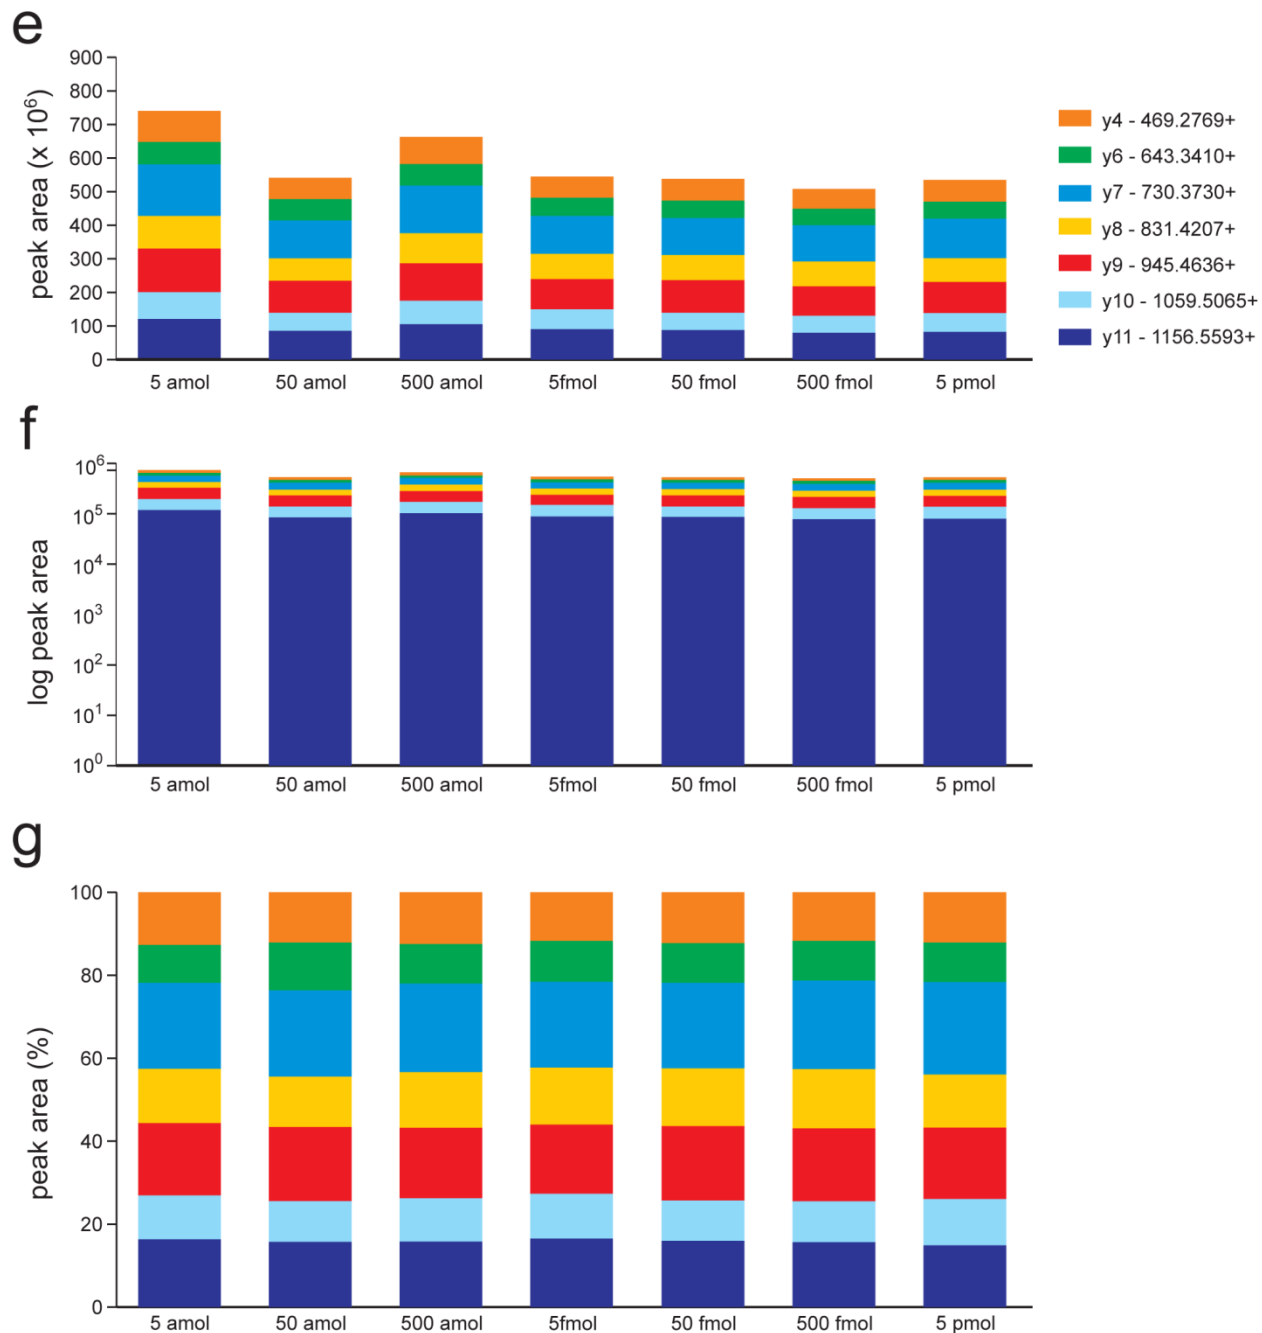 e
peak area (x 10⁶)
900
800
700
600
500
400
300
200
100
0
5 amol
50 amol
500 amol
5fmol
50 fmol
500 fmol
5 pmol
y4 - 469.2769+
y6 - 643.3410+
y7 - 730.3730+
y8 - 831.4207+
y9 - 945.4636+
y10 - 1059.5065+
y11 - 1156.5593+
f
log peak area
10⁶
10⁵
10⁴
10³
10²
10¹
10⁰
5 amol
50 amol
500 amol
5fmol
50 fmol
500 fmol
5 pmol
g
peak area (%)
100
80
60
40
20
0
5 amol
50 amol
500 amol
5fmol
50 fmol
500 fmol
5 pmol